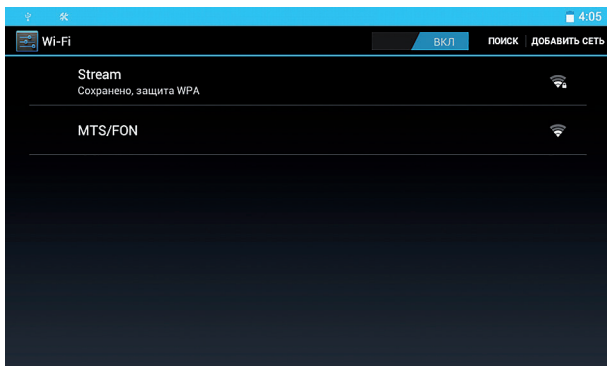 4:05
Wi-Fi ВКЛ ПОИСК ДОБАВИТЬ СЕТЬ
Stream
Сохранено, защита WPA
MTS/FON